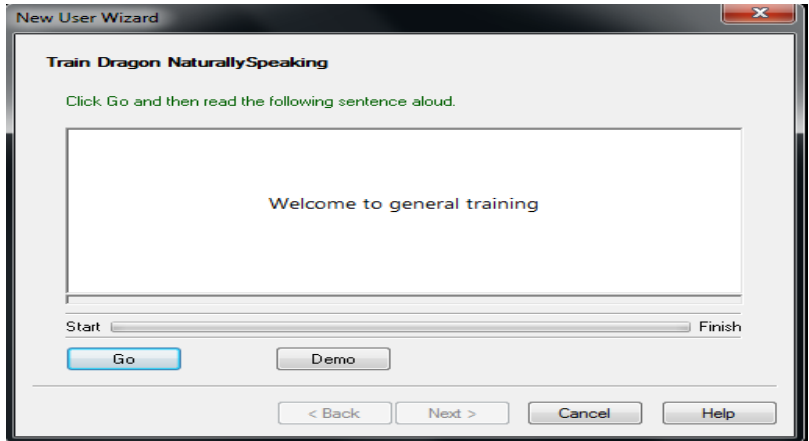 New User Wizard
Train Dragon NaturallySpeaking
Click Go and then read the following sentence aloud.
Welcome to general training
Start Finish
Go Demo
< Back Next > Cancel Help